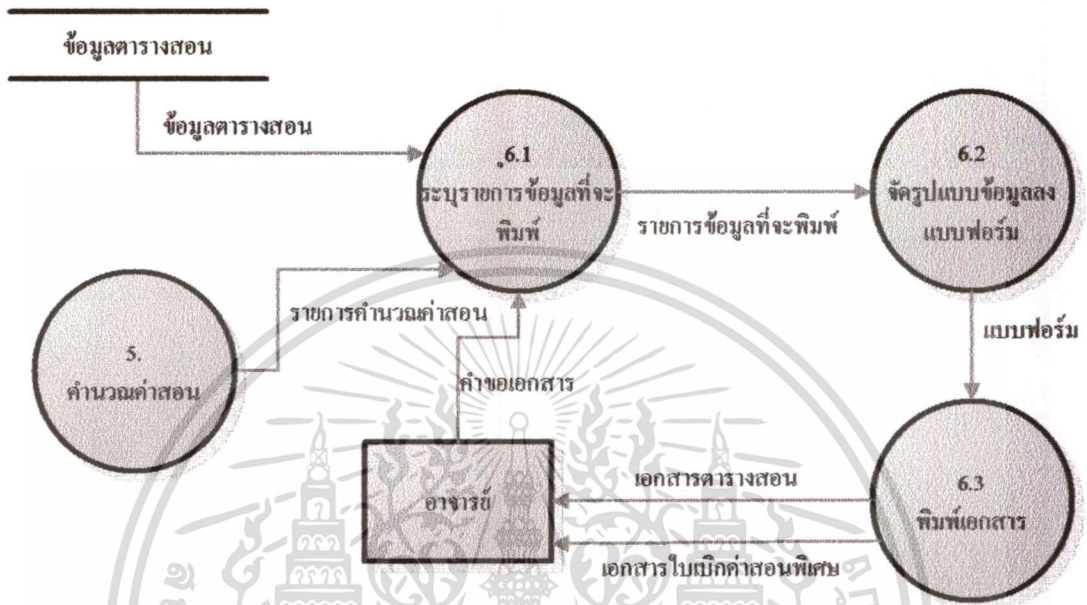 ข้อมูลตารางสอน
ข้อมูลตารางสอน
6.1
ระบุรายการข้อมูลที่จะ
พิมพ์
รายการข้อมูลที่จะพิมพ์
6.2
จัดรูปแบบข้อมูลลง
แบบฟอร์ม
รายการคำนวณค่าสอน
5.
คำนวณค่าสอน
คำขอเอกสาร
แบบฟอร์ม
อาจารย์
เอกสารตารางสอน
เอกสารใบเบิกค่าสอนพิเศษ
6.3
พิมพ์เอกสาร